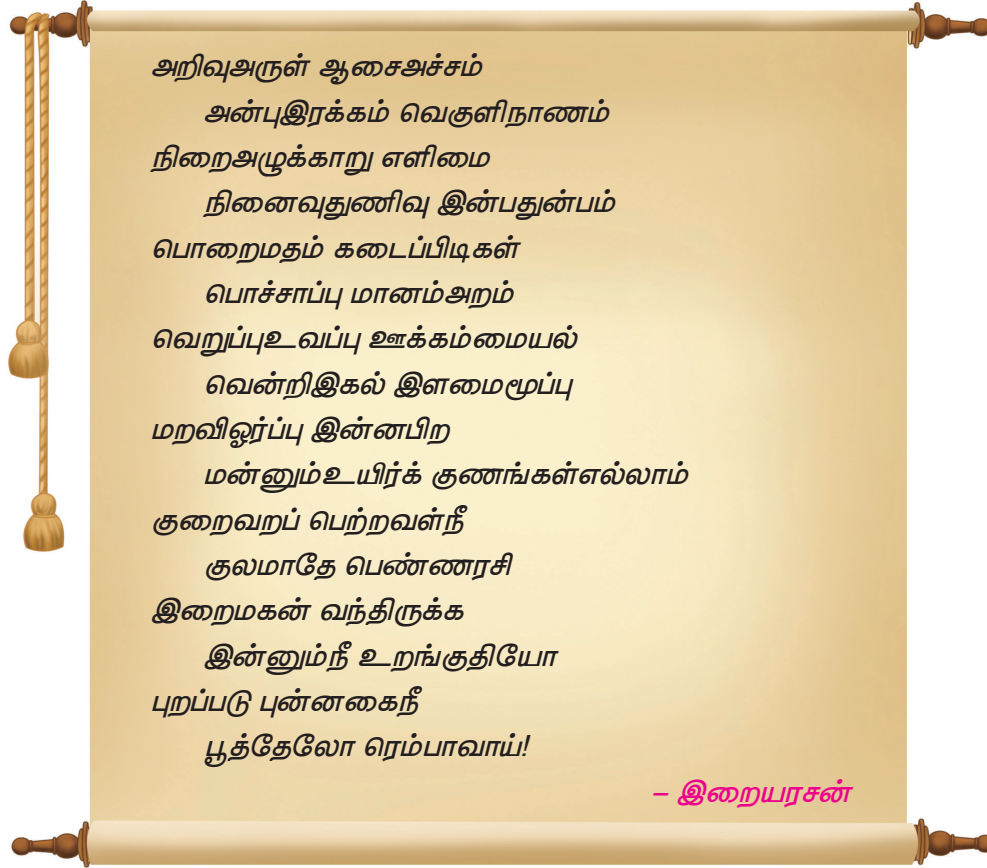 அறிவுஅருள் ஆசைஅச்சம்
அன்புஇரக்கம் வெகுளிநாணம்
நிறைஅழுக்காறு எளிமை
நினைவுதுணிவு இன்பதுன்பம்
பொறைமதம் கடைப்பிடிகள்
பொச்சாப்பு மானம்அறம்
வெறுப்புஉவப்பு ஊக்கம்மையல்
வென்றிஇகல் இளமைமூப்பு
மறவிஓர்ப்பு இன்னபிற
மன்னும்உயிர்க் குணங்கள்எல்லாம்
குறைவறப் பெற்றவள்நீ
குலமாதே பெண்ணரசி
இறைமகன் வந்திருக்க
இன்னும்நீ உறங்குதியோ
புறப்படு புன்னகைநீ
பூத்தேலோ ரெம்பாவாய்!
– இறையரசன்